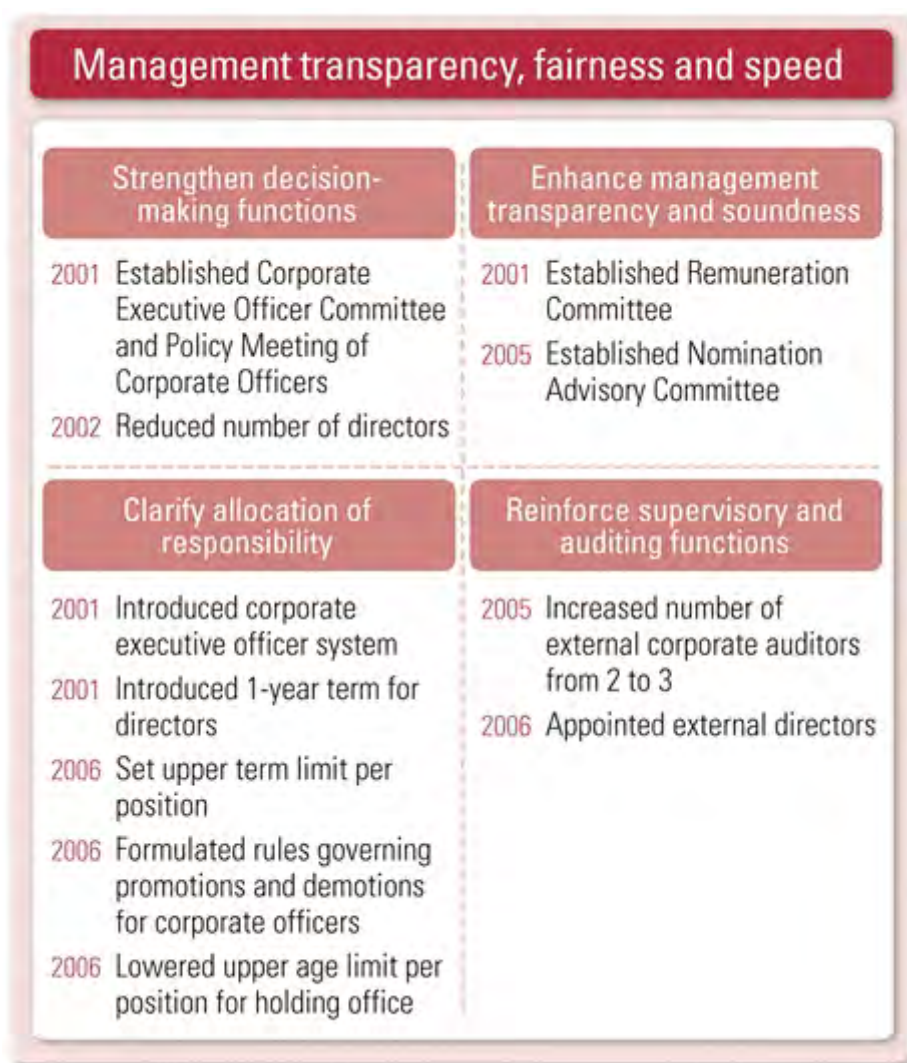 Management transparency, fairness and speed
Strengthen decision-
making functions
2001 Established Corporate
Executive Officer Committee
and Policy Meeting of
Corporate Officers
2002 Reduced number of directors
Enhance management
transparency and soundness
2001 Established Remuneration
Committee
2005 Established Nomination
Advisory Committee
Clarify allocation of
responsibility
2001 Introduced corporate
executive officer system
2001 Introduced 1-year term for
directors
2006 Set upper term limit per
position
2006 Formulated rules governing
promotions and demotions
for corporate officers
2006 Lowered upper age limit per
position for holding office
Reinforce supervisory and
auditing functions
2005 Increased number of
external corporate auditors
from 2 to 3
2006 Appointed external directors